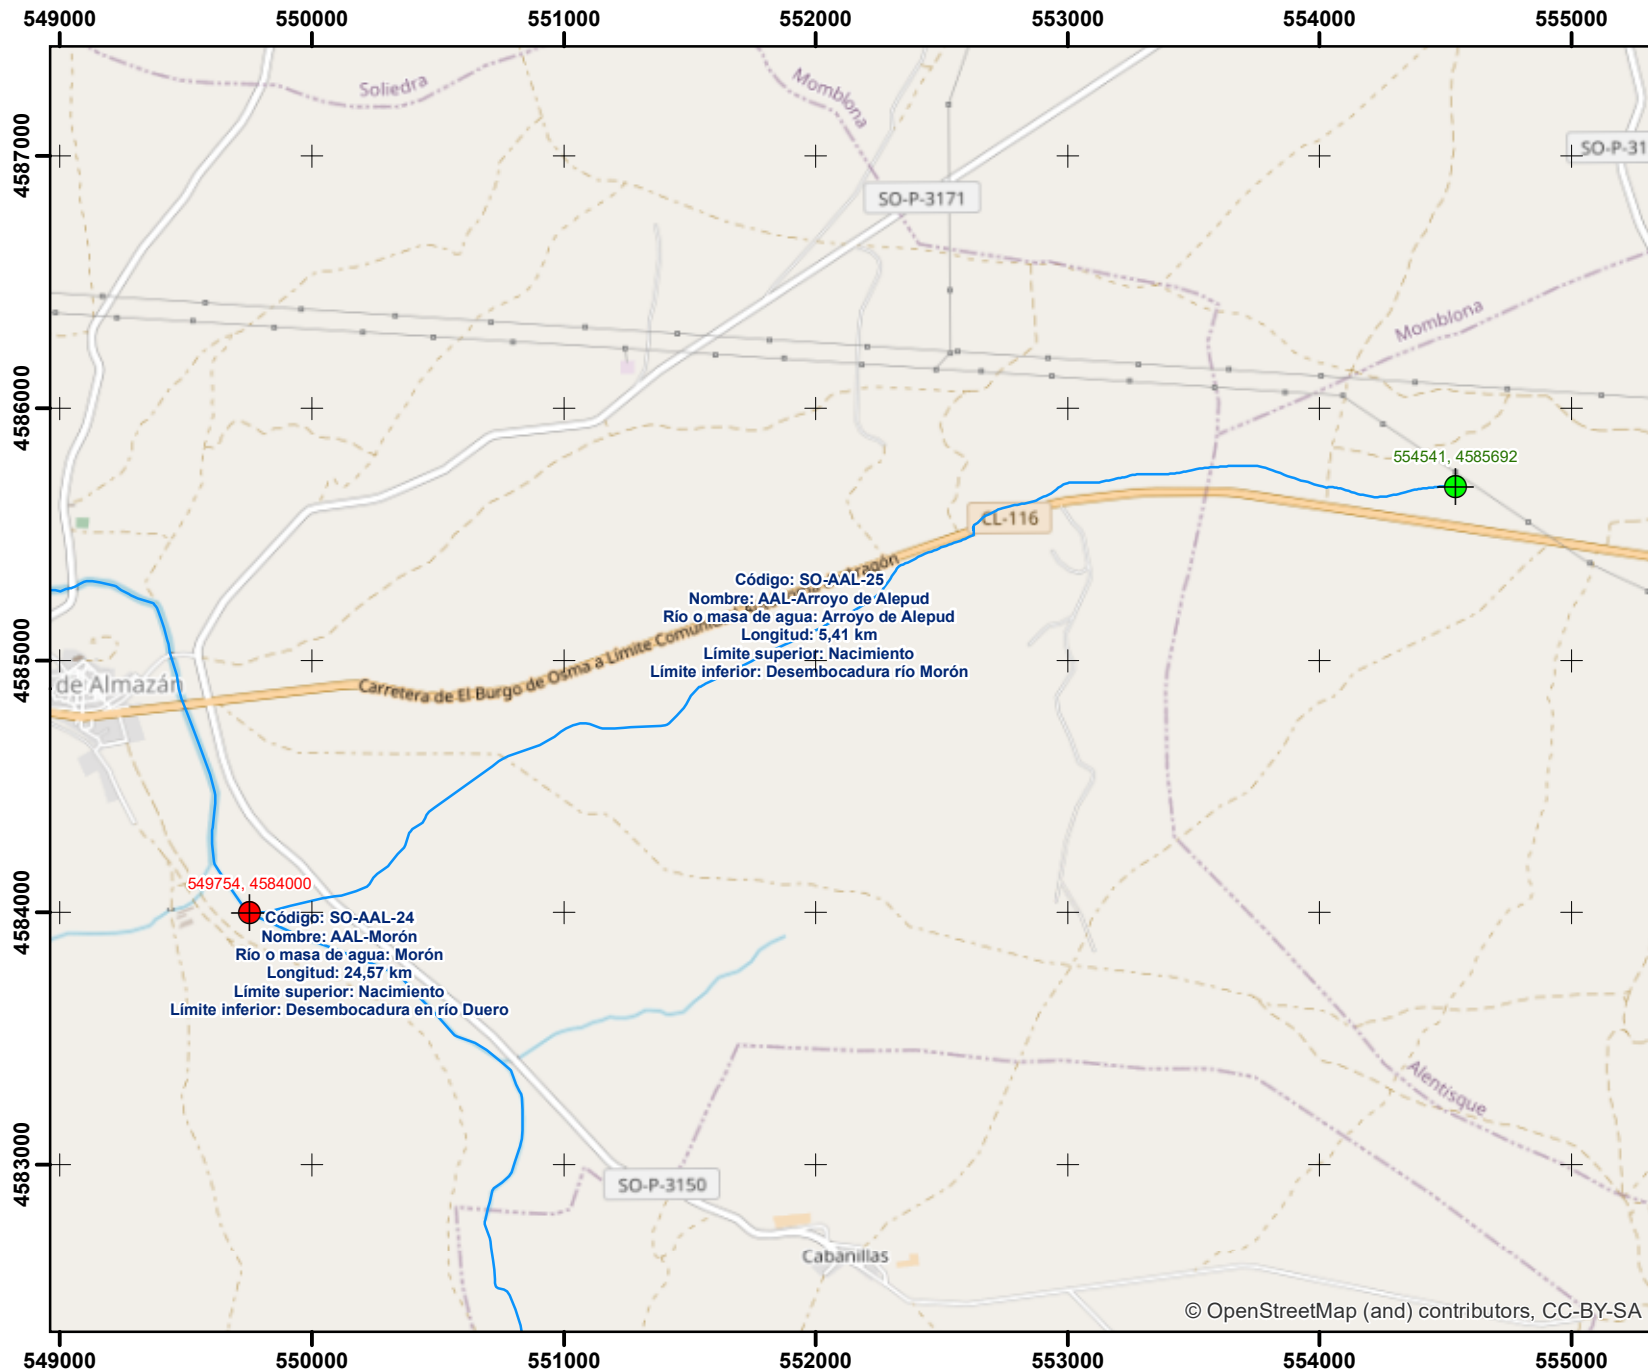 549000 550000 551000 552000 553000 554000 555000
Soliedra
Momblona
4587000
SO-P-3171
SO-P-31
Momblona
4586000
554541, 4585692
CL-116
Aragón
Código: SO-AAL-25
Nombre: AAL-Arroyo de Alepud
Río o masa de agua: Arroyo de Alepud
Longitud: 5,41 km
Límite superior: Nacimiento
Límite inferior: Desembocadura río Morón
Carretera de El Burgo de Osma a Límite Comuni
4585000
de Almazán
549754, 4584000
4584000
Código: SO-AAL-24
Nombre: AAL-Morón
Río o masa de agua: Morón
Longitud: 24,57 km
Límite superior: Nacimiento
Límite inferior: Desembocadura en río Duero
Alentisque
4583000
SO-P-3150
Cabanillas
© OpenStreetMap (and) contributors, CC-BY-SA
549000 550000 551000 552000 553000 554000 555000